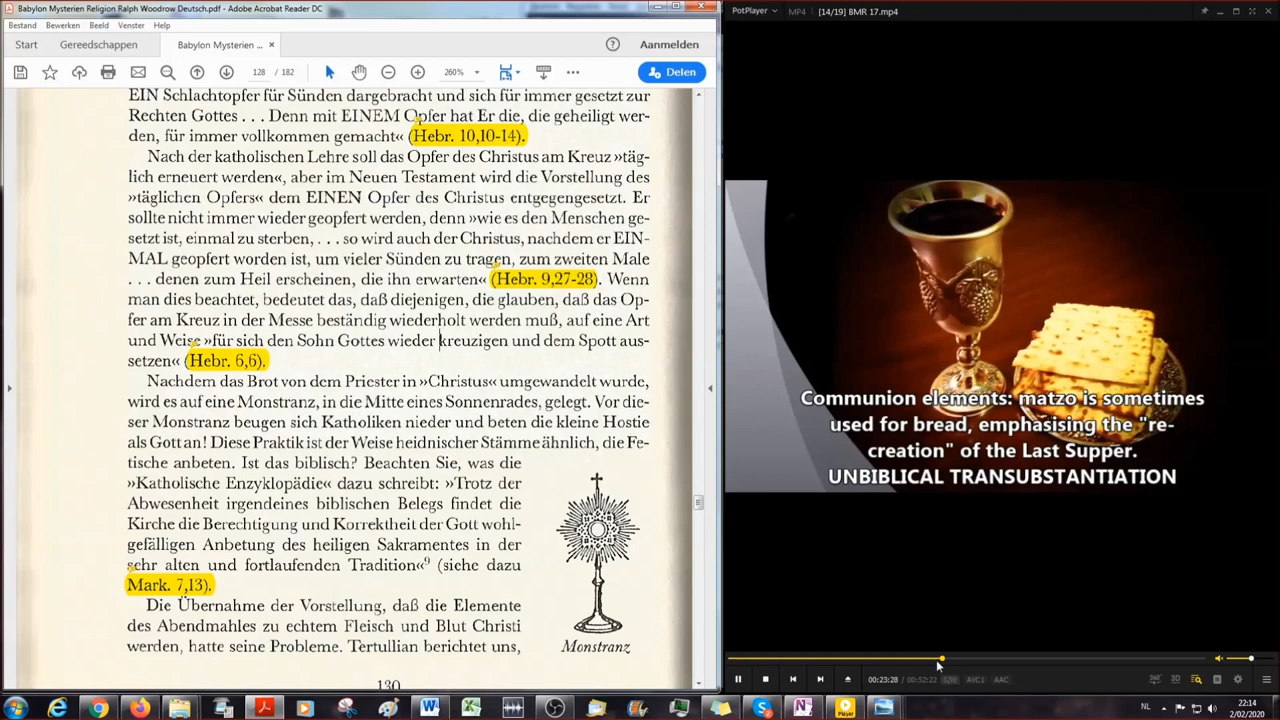 Babylon Mysterien Religion Ralph Woodrow Deutsch.pdf - Adobe Acrobat Reader DC
Bestand Bewerken Beeld Venster Help
Start Gereedschappen Babylon Mysterien ... × Aanmelden
128 / 182 260% Delen
EIN Schlachtopfer für Sünden dargebracht und sich für immer gesetzt zur
Rechten Gottes . . . Denn mit EINEM Opfer hat Er die, die geheiligt wer-
den, für immer vollkommen gemacht« (Hebr. 10,10-14).
Nach der katholischen Lehre soll das Opfer des Christus am Kreuz »täg-
lich erneuert werden«, aber im Neuen Testament wird die Vorstellung des
»täglichen Opfers« dem EINEN Opfer des Christus entgegengesetzt. Er
sollte nicht immer wieder geopfert werden, denn »wie es den Menschen ge-
setzt ist, einmal zu sterben, . . . so wird auch der Christus, nachdem er EIN-
MAL geopfert worden ist, um vieler Sünden zu tragen, zum zweiten Male
. . . denen zum Heil erscheinen, die ihn erwarten« (Hebr. 9,27-28). Wenn
man dies beachtet, bedeutet das, daß diejenigen, die glauben, daß das Op-
fer am Kreuz in der Messe beständig wiederholt werden muß, auf eine Art
und Weise »für sich den Sohn Gottes wieder kreuzigen und dem Spott aus-
setzen« (Hebr. 6,6).
Nachdem das Brot von dem Priester in »Christus« umgewandelt wurde,
wird es auf eine Monstranz, in die Mitte eines Sonnenrades, gelegt. Vor die-
ser Monstranz beugen sich Katholiken nieder und beten die kleine Hostie
als Gott an! Diese Praktik ist der Weise heidnischer Stämme ähnlich, die Fe-
tische anbeten. Ist das biblisch? Beachten Sie, was die
»Katholische Enzyklopädie« dazu schreibt: »Trotz der
Abwesenheit irgendeines biblischen Belegs findet die
Kirche die Berechtigung und Korrektheit der Gott wohl-
gefälligen Anbetung des heiligen Sakramentes in der
sehr alten und fortlaufenden Tradition«⁹ (siehe dazu
Mark. 7,13).
Die Übernahme der Vorstellung, daß die Elemente
des Abendmahles zu echtem Fleisch und Blut Christi
werden, hatte seine Probleme. Tertullian berichtet uns,
Monstranz
130
PotPlayer MP4 [14/19] BMR 17.mp4
Communion elements: matzo is sometimes
used for bread, emphasising the "re-
creation" of the Last Supper.
UNBIBLICAL TRANSUBSTANTIATION
00:23:28 / 00:52:22 S/W AVC1 AAC
360° 3D
22:14
2/02/2020